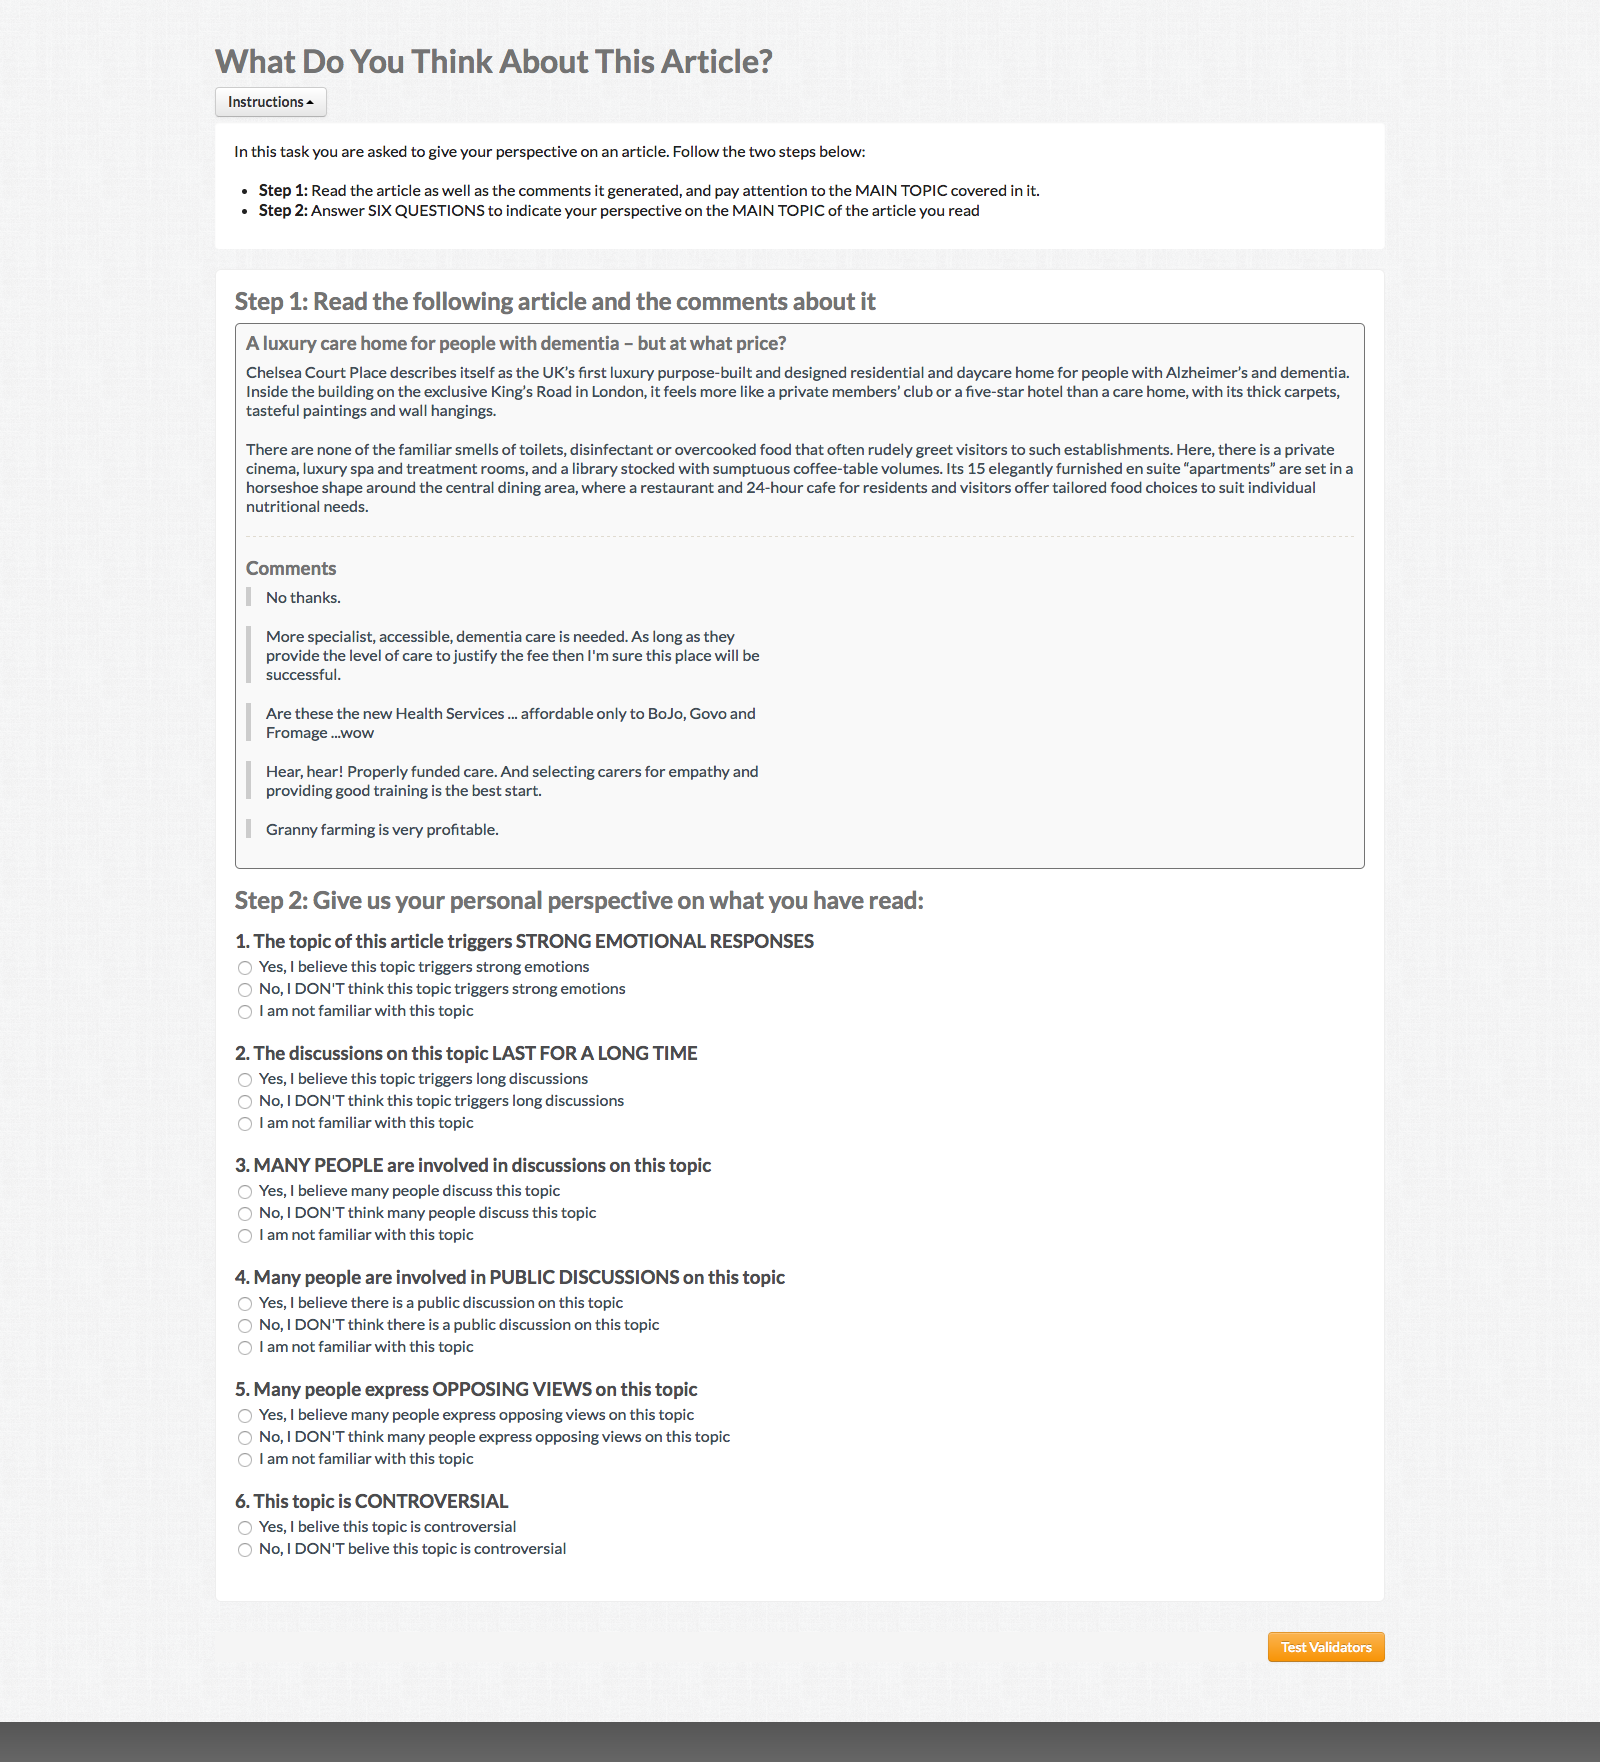 What Do You Think About This Article?
Instructions
In this task you are asked to give your perspective on an article. Follow the two steps below:
• Step 1: Read the article as well as the comments it generated, and pay attention to the MAIN TOPIC covered in it.
• Step 2: Answer SIX QUESTIONS to indicate your perspective on the MAIN TOPIC of the article you read
Step 1: Read the following article and the comments about it
A luxury care home for people with dementia – but at what price?
Chelsea Court Place describes itself as the UK’s first luxury purpose-built and designed residential and daycare home for people with Alzheimer’s and dementia.
Inside the building on the exclusive King’s Road in London, it feels more like a private members’ club or a five-star hotel than a care home, with its thick carpets,
tasteful paintings and wall hangings.
There are none of the familiar smells of toilets, disinfectant or overcooked food that often rudely greet visitors to such establishments. Here, there is a private
cinema, luxury spa and treatment rooms, and a library stocked with sumptuous coffee-table volumes. Its 15 elegantly furnished en suite “apartments” are set in a
horseshoe shape around the central dining area, where a restaurant and 24-hour cafe for residents and visitors offer tailored food choices to suit individual
nutritional needs.
Comments
No thanks.
More specialist, accessible, dementia care is needed. As long as they
provide the level of care to justify the fee then I'm sure this place will be
successful.
Are these the new Health Services ... affordable only to BoJo, Govo and
Fromage ...wow
Hear, hear! Properly funded care. And selecting carers for empathy and
providing good training is the best start.
Granny farming is very profitable.
Step 2: Give us your personal perspective on what you have read:
1. The topic of this article triggers STRONG EMOTIONAL RESPONSES
Yes, I believe this topic triggers strong emotions
No, I DON'T think this topic triggers strong emotions
I am not familiar with this topic
2. The discussions on this topic LAST FOR A LONG TIME
Yes, I believe this topic triggers long discussions
No, I DON'T think this topic triggers long discussions
I am not familiar with this topic
3. MANY PEOPLE are involved in discussions on this topic
Yes, I believe many people discuss this topic
No, I DON'T think many people discuss this topic
I am not familiar with this topic
4. Many people are involved in PUBLIC DISCUSSIONS on this topic
Yes, I believe there is a public discussion on this topic
No, I DON'T think there is a public discussion on this topic
I am not familiar with this topic
5. Many people express OPPOSING VIEWS on this topic
Yes, I believe many people express opposing views on this topic
No, I DON'T think many people express opposing views on this topic
I am not familiar with this topic
6. This topic is CONTROVERSIAL
Yes, I belive this topic is controversial
No, I DON'T belive this topic is controversial
Test Validators